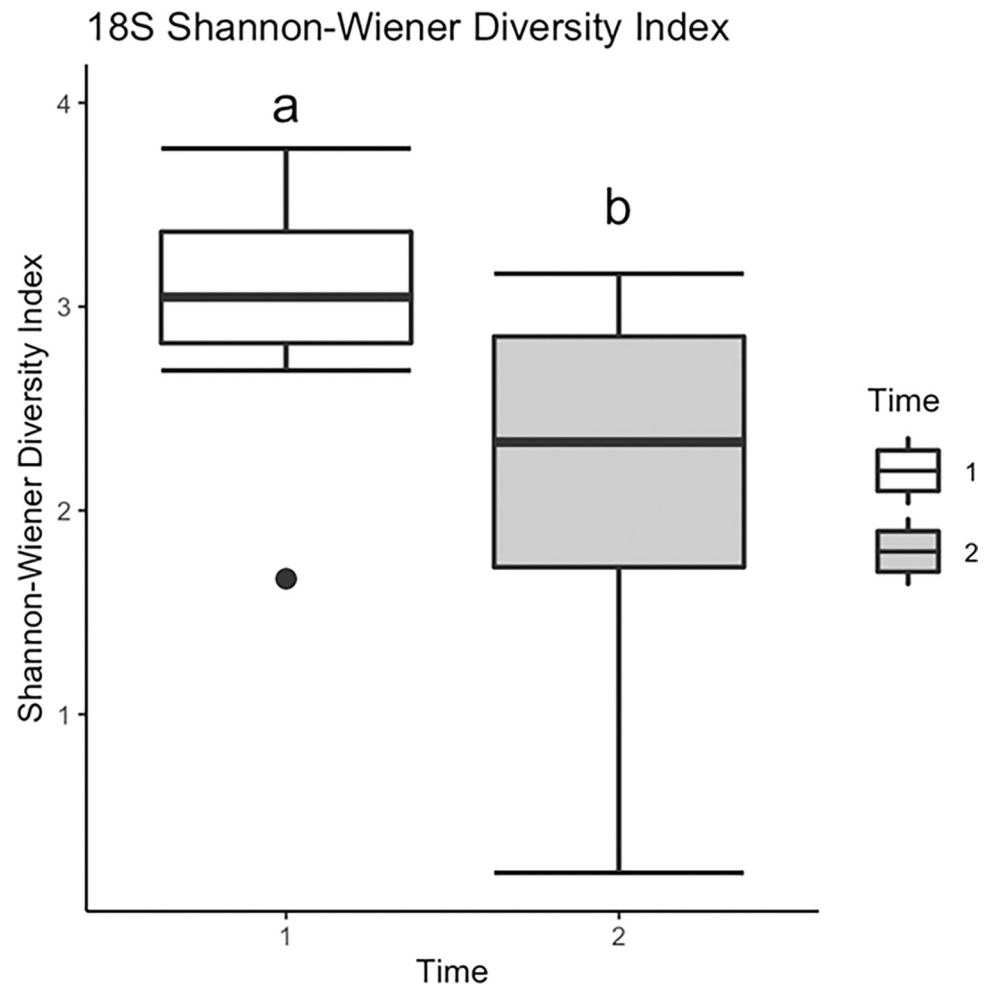 18S Shannon-Wiener Diversity Index
Shannon-Wiener Diversity Index
4
3
2
1
a
b
1
2
Time
Time
1
2